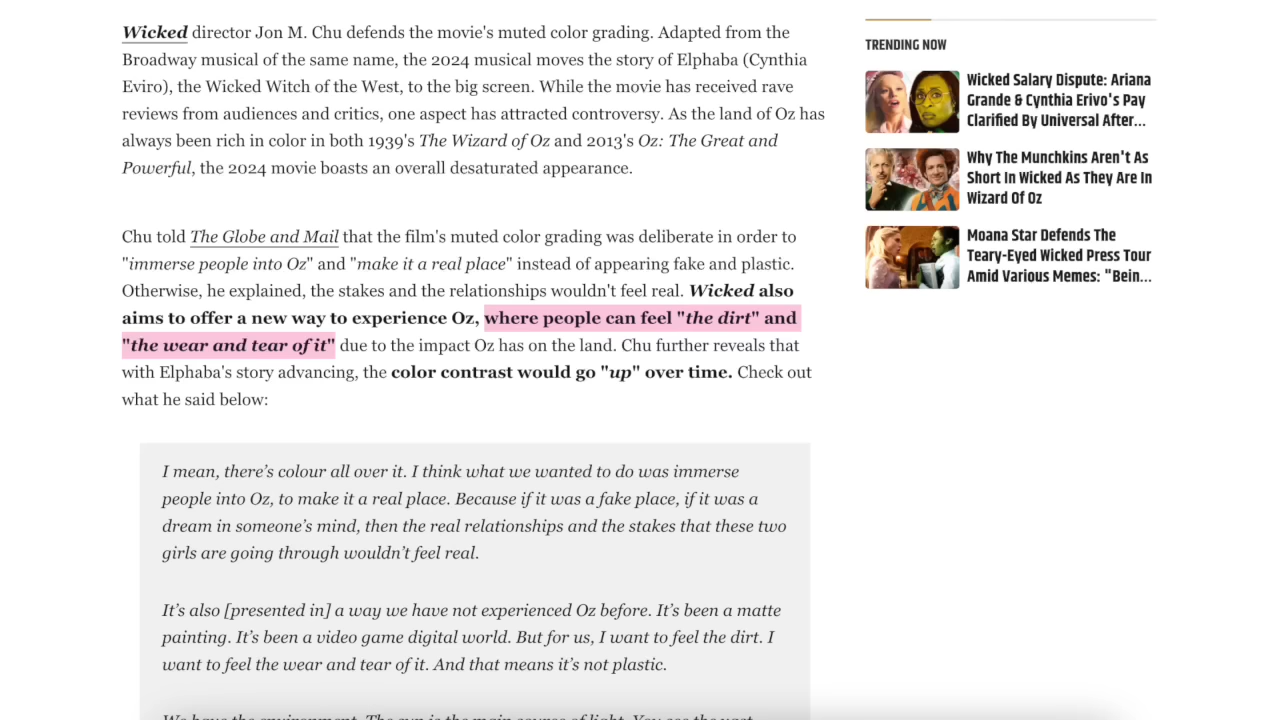 Wicked director Jon M. Chu defends the movie's muted color grading. Adapted from the
Broadway musical of the same name, the 2024 musical moves the story of Elphaba (Cynthia
Eviro), the Wicked Witch of the West, to the big screen. While the movie has received rave
reviews from audiences and critics, one aspect has attracted controversy. As the land of Oz has
always been rich in color in both 1939's The Wizard of Oz and 2013's Oz: The Great and
Powerful, the 2024 movie boasts an overall desaturated appearance.
Chu told The Globe and Mail that the film's muted color grading was deliberate in order to
"immerse people into Oz" and "make it a real place" instead of appearing fake and plastic.
Otherwise, he explained, the stakes and the relationships wouldn't feel real. Wicked also
aims to offer a new way to experience Oz, where people can feel "the dirt" and
"the wear and tear of it" due to the impact Oz has on the land. Chu further reveals that
with Elphaba's story advancing, the color contrast would go "up" over time. Check out
what he said below:
I mean, there's colour all over it. I think what we wanted to do was immerse
people into Oz, to make it a real place. Because if it was a fake place, if it was a
dream in someone's mind, then the real relationships and the stakes that these two
girls are going through wouldn't feel real.
It's also [presented in] a way we have not experienced Oz before. It's been a matte
painting. It's been a video game digital world. But for us, I want to feel the dirt. I
want to feel the wear and tear of it. And that means it's not plastic.
We have the environment. The sun is the main source of light. You see the vast
TRENDING NOW
Wicked Salary Dispute: Ariana
Grande & Cynthia Erivo's Pay
Clarified By Universal After...
Why The Munchkins Aren't As
Short In Wicked As They Are In
Wizard Of Oz
Moana Star Defends The
Teary-Eyed Wicked Press Tour
Amid Various Memes: "Bein...